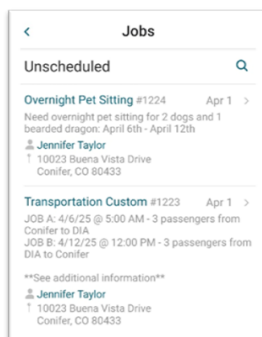 Jobs
Unscheduled
Overnight Pet Sitting #1224 Apr 1
Need overnight pet sitting for 2 dogs and 1
bearded dragon: April 6th - April 12th
Jennifer Taylor
10023 Buena Vista Drive
Conifer, CO 80433
Transportation Custom #1223 Apr 1
JOB A: 4/6/25 @ 5:00 AM - 3 passengers from
Conifer to DIA
JOB B: 4/12/25 @ 12:00 PM - 3 passengers from
DIA to Conifer
**See additional information**
Jennifer Taylor
10023 Buena Vista Drive
Conifer, CO 80433